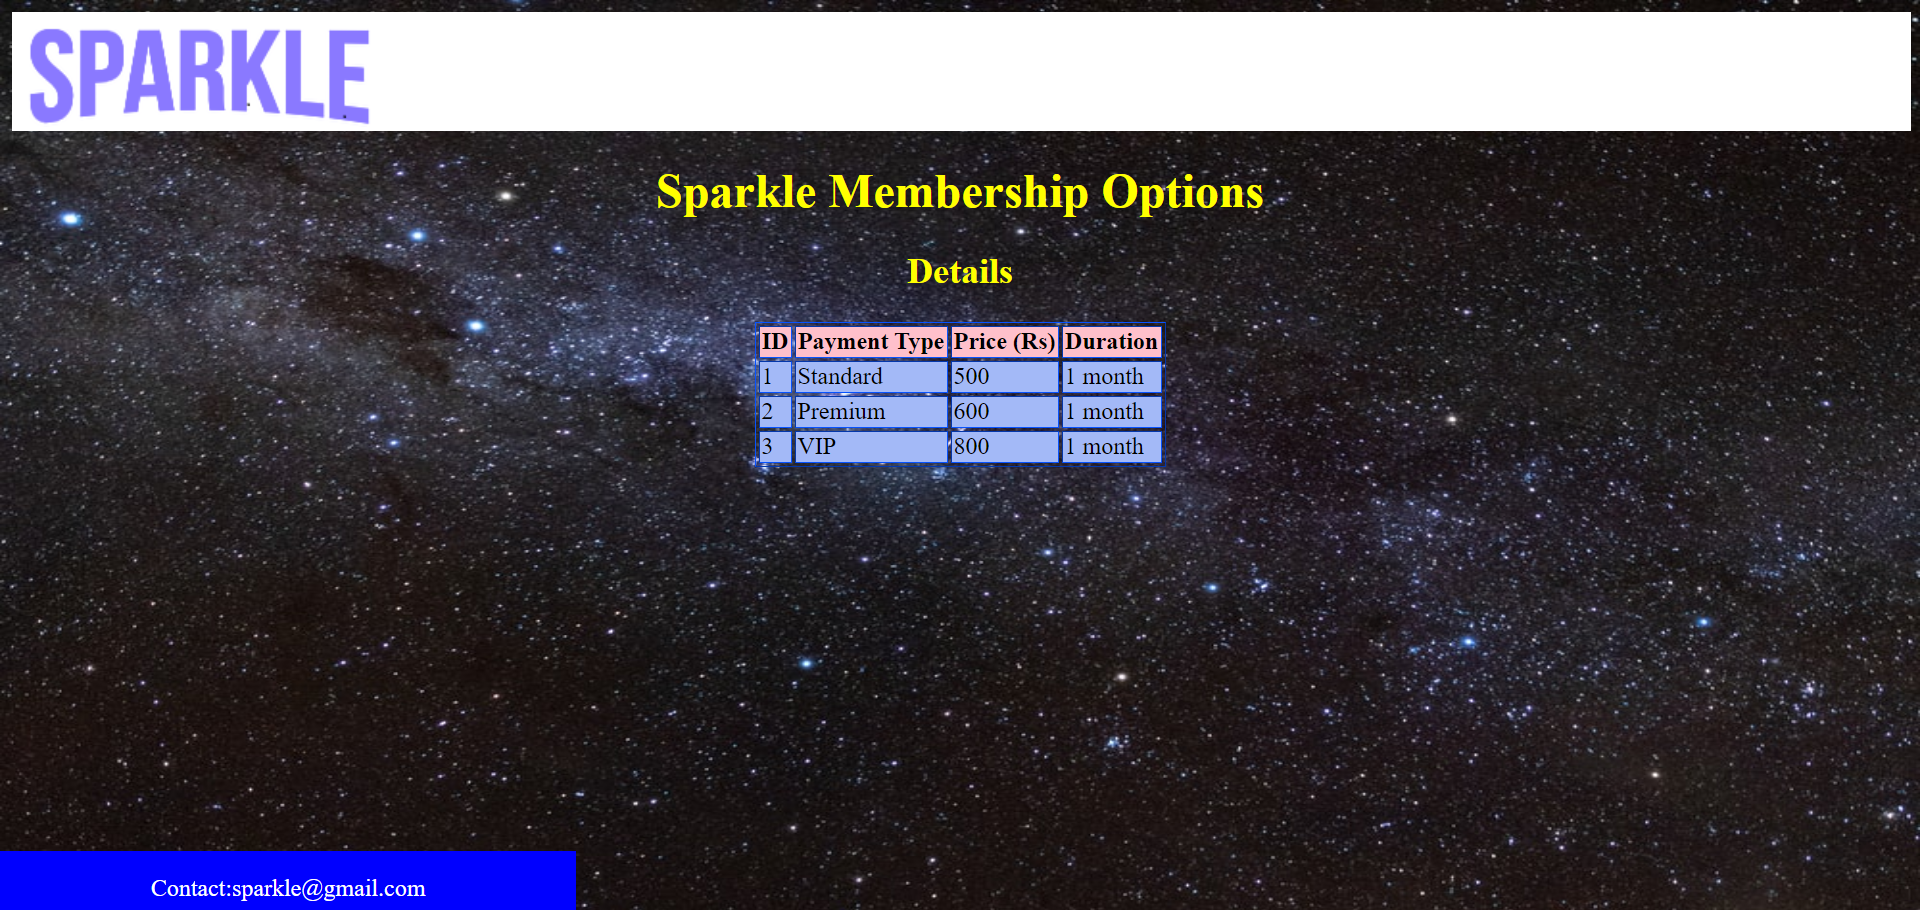 SPARKLE
Sparkle Membership Options
Details
ID Payment Type Price (Rs) Duration
1 Standard 500 1 month
2 Premium 600 1 month
3 VIP 800 1 month
Contact:sparkle@gmail.com